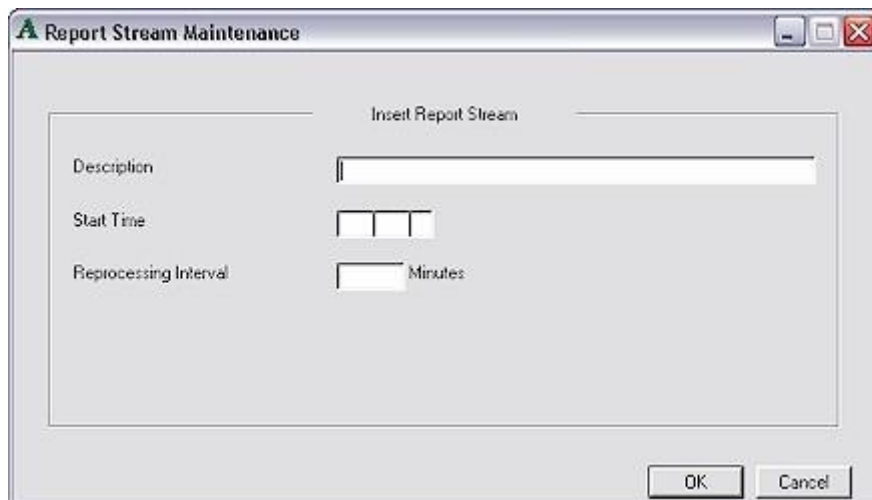 A Report Stream Maintenance
Insert Report Stream
Description
Start Time
Reprocessing Interval Minutes
OK Cancel